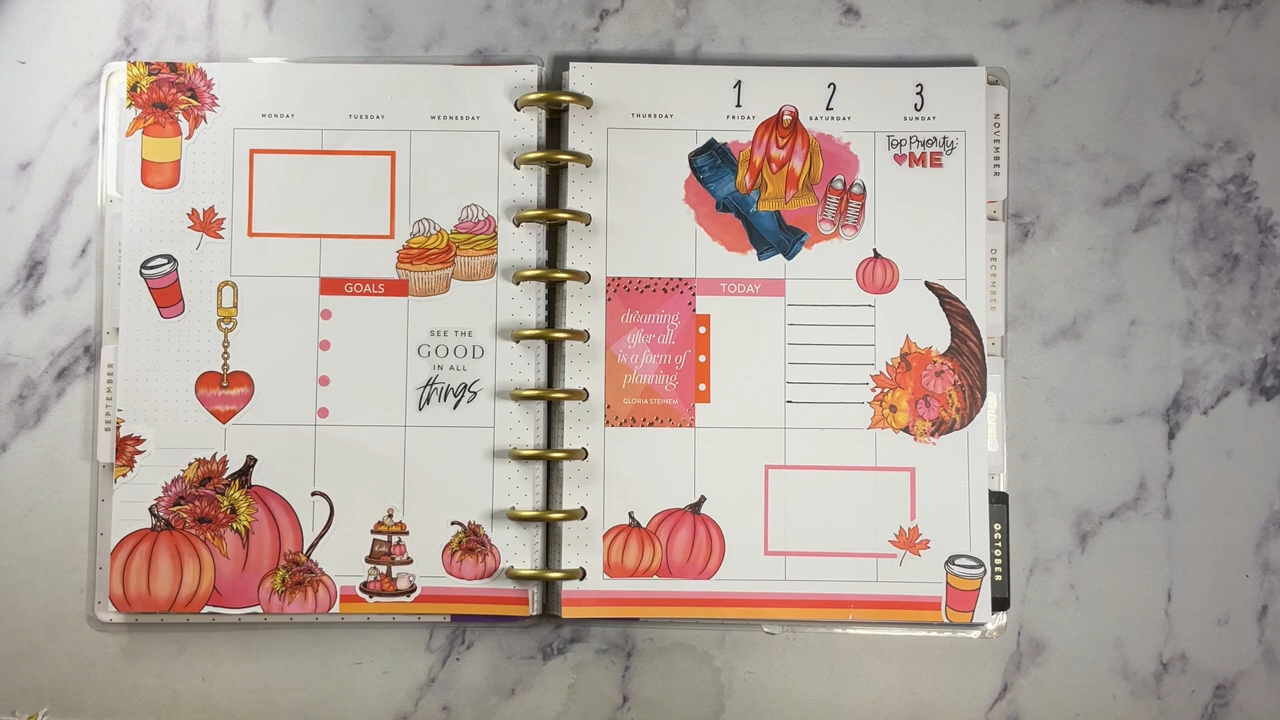 MONDAY
TUESDAY
WEDNESDAY
GOALS
SEE THE
GOOD
IN ALL
things
SEPTEMBER
1
2
3
THURSDAY
FRIDAY
SATURDAY
SUNDAY
Top Priority:
ME
dreaming,
after all,
is a form of
planning.
GLORIA STEINEM
TODAY
NOVEMBER
DECEMBER
OCTOBER